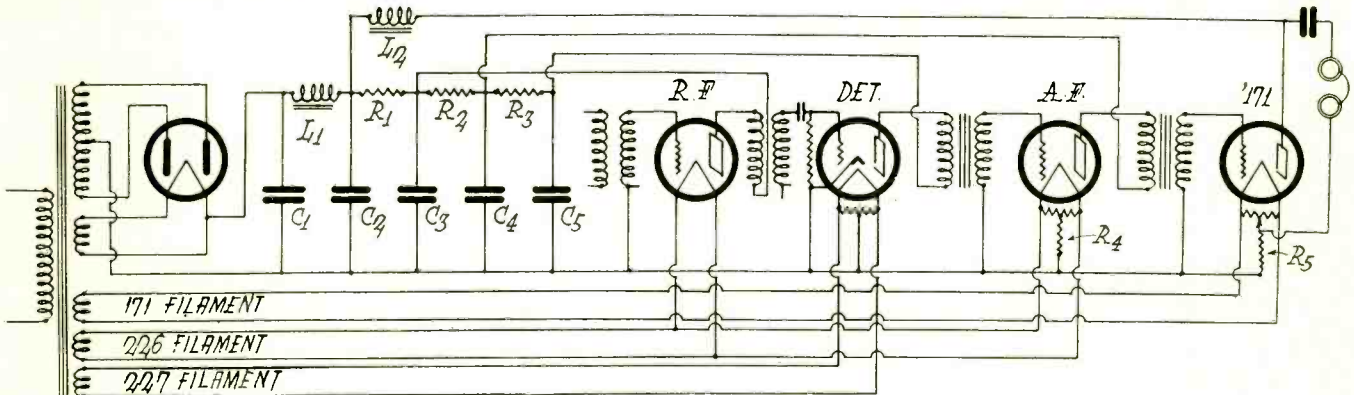 L2
L1
R1
R2
R3
R.F
DET.
A.F.
'171
C1
C2
C3
C4
C5
R4
R5
171 FILAMENT
226 FILAMENT
227 FILAMENT